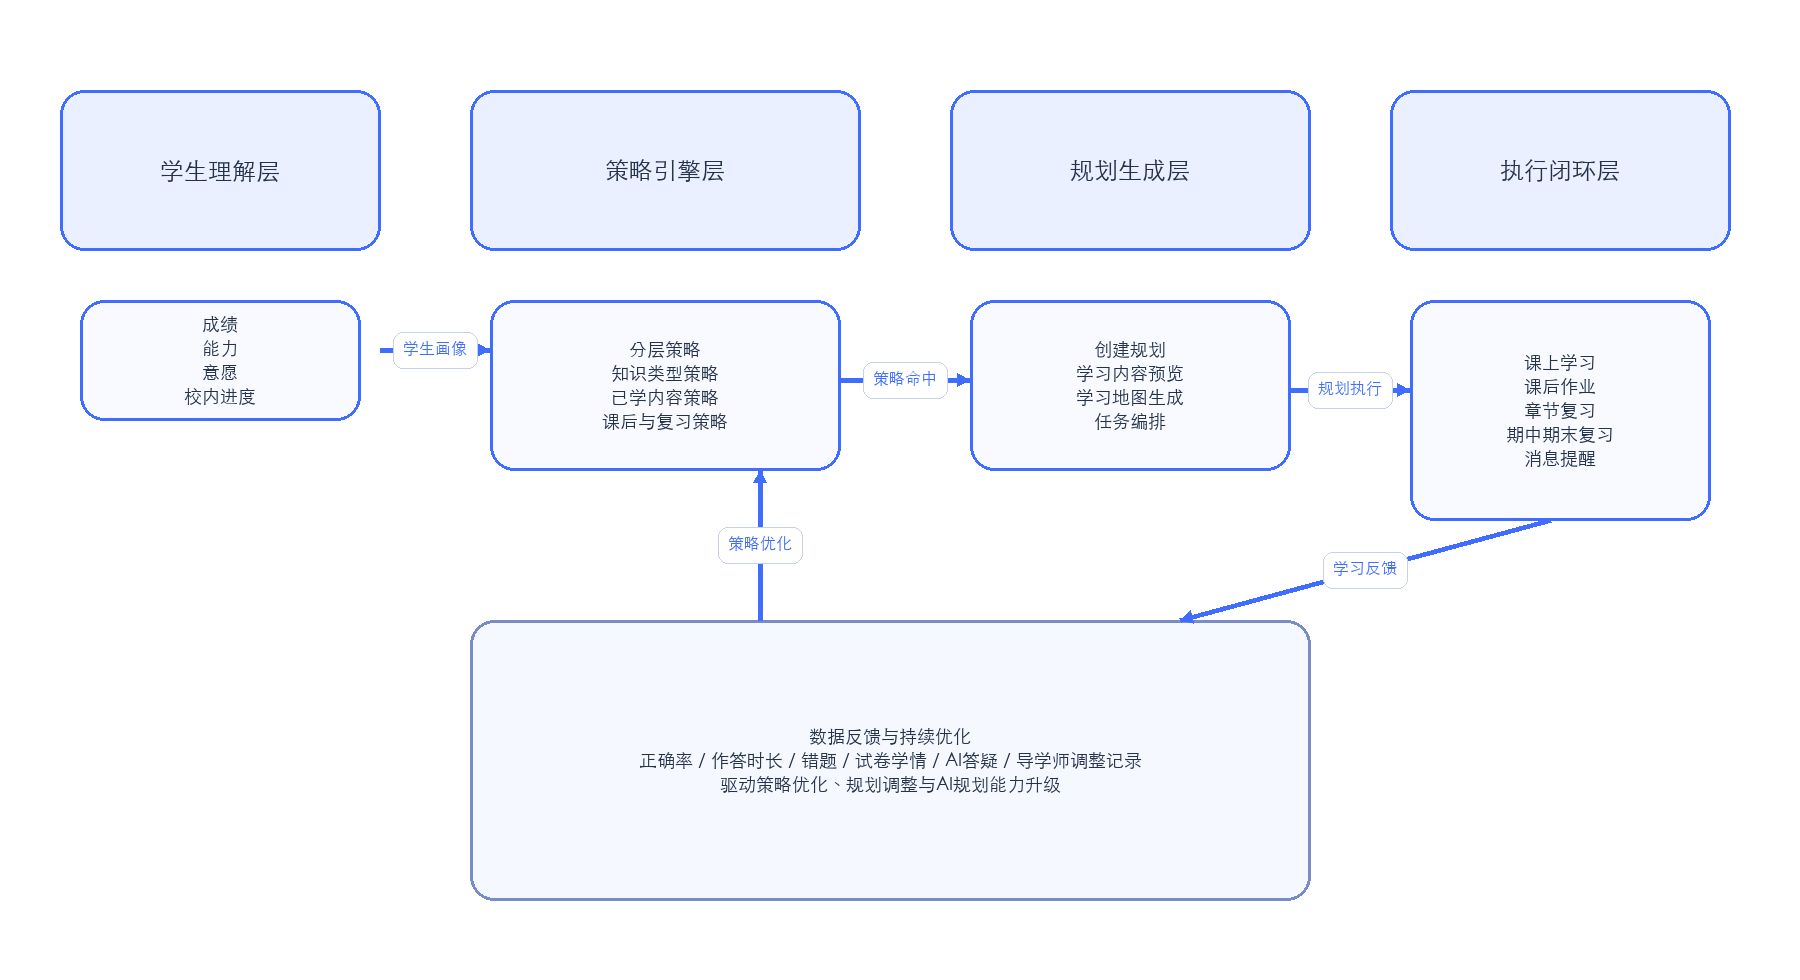 学生理解层
策略引擎层
规划生成层
执行闭环层
成绩
能力
意愿
校内进度
学生画像
分层策略
知识类型策略
已学内容策略
课后与复习策略
策略命中
创建规划
学习内容预览
学习地图生成
任务编排
规划执行
课上学习
课后作业
章节复习
期中期末复习
消息提醒
策略优化
学习反馈
数据反馈与持续优化
正确率 / 作答时长 / 错题 / 试卷学情 / AI答疑 / 导学师调整记录
驱动策略优化、规划调整与AI规划能力升级